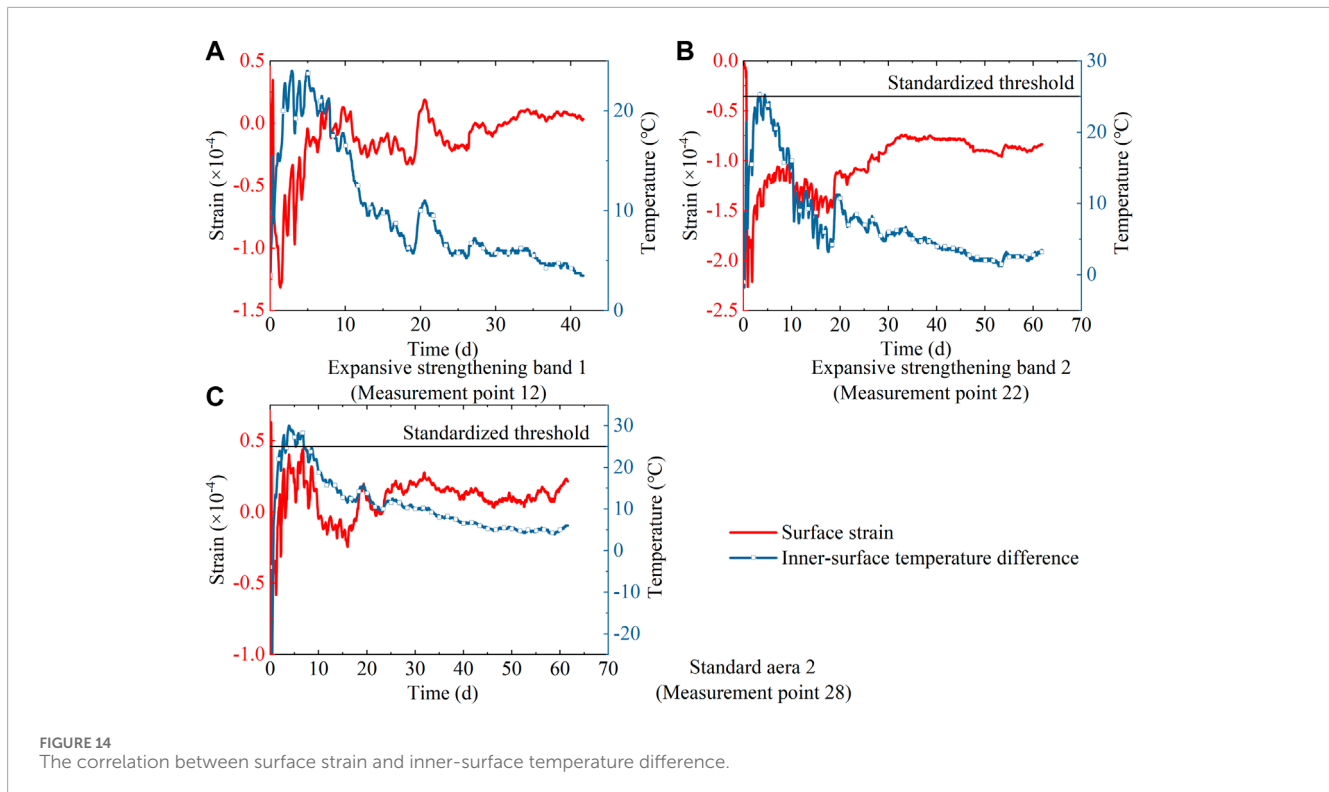 A
0.5
0.0
-0.5
-1.0
-1.5
Strain (×10⁻⁴)
20
10
0
Temperature (°C)
0 10 20 30 40
Time (d)
Expansive strengthening band 1
(Measurement point 12)
B
0.0
-0.5
-1.0
-1.5
-2.0
-2.5
Strain (×10⁻⁴)
Standardized threshold
30
20
10
0
Temperature (°C)
0 10 20 30 40 50 60 70
Time (d)
Expansive strengthening band 2
(Measurement point 22)
C
0.5
0.0
-0.5
-1.0
Strain (×10⁻⁴)
Standardized threshold
30
20
10
0
-10
-20
Temperature (°C)
0 10 20 30 40 50 60 70
Time (d)
Surface strain
Inner-surface temperature difference
Standard aera 2
(Measurement point 28)
FIGURE 14
The correlation between surface strain and inner-surface temperature difference.